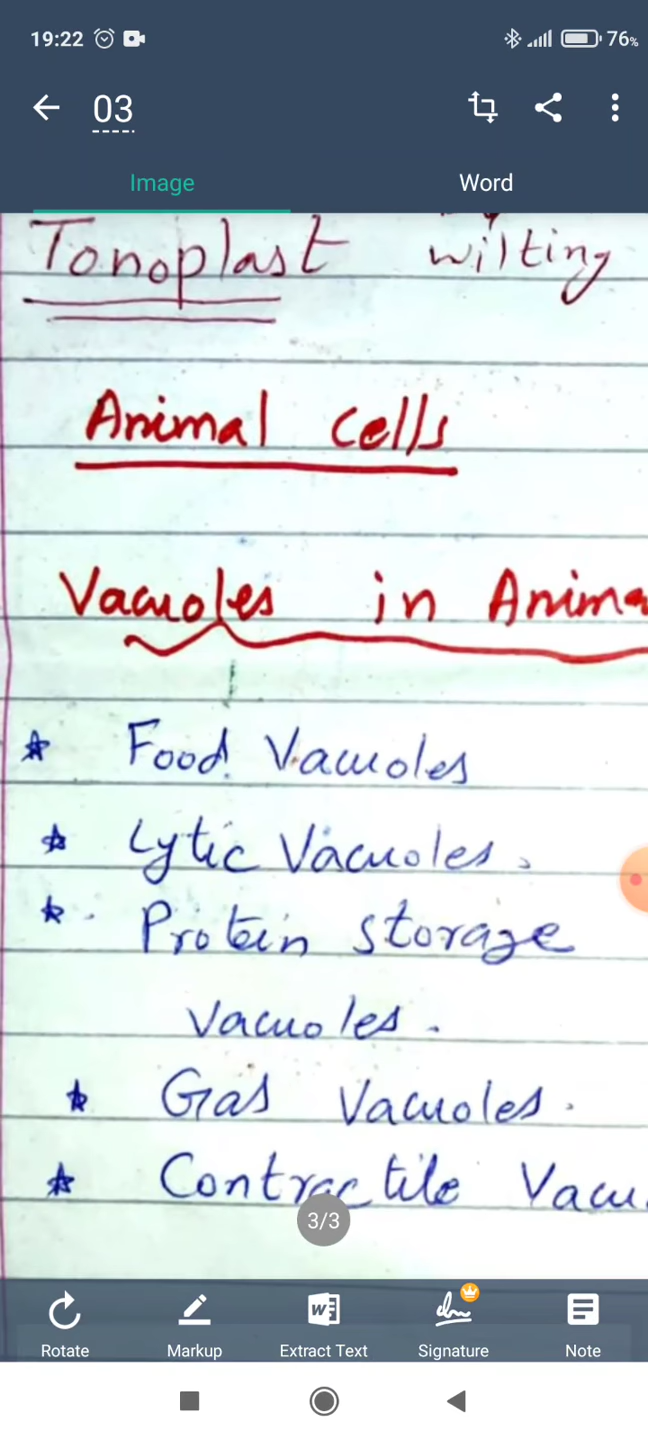 19:22 76%
03
Image Word
Tonoplast wilting
Animal cells
Vacuoles in Anima
Food Vacuoles
Lytic Vacuoles.
Protein storage
Vacuoles.
Gas Vacuoles.
Contractile Vacu
3/3
Rotate Markup Extract Text Signature Note